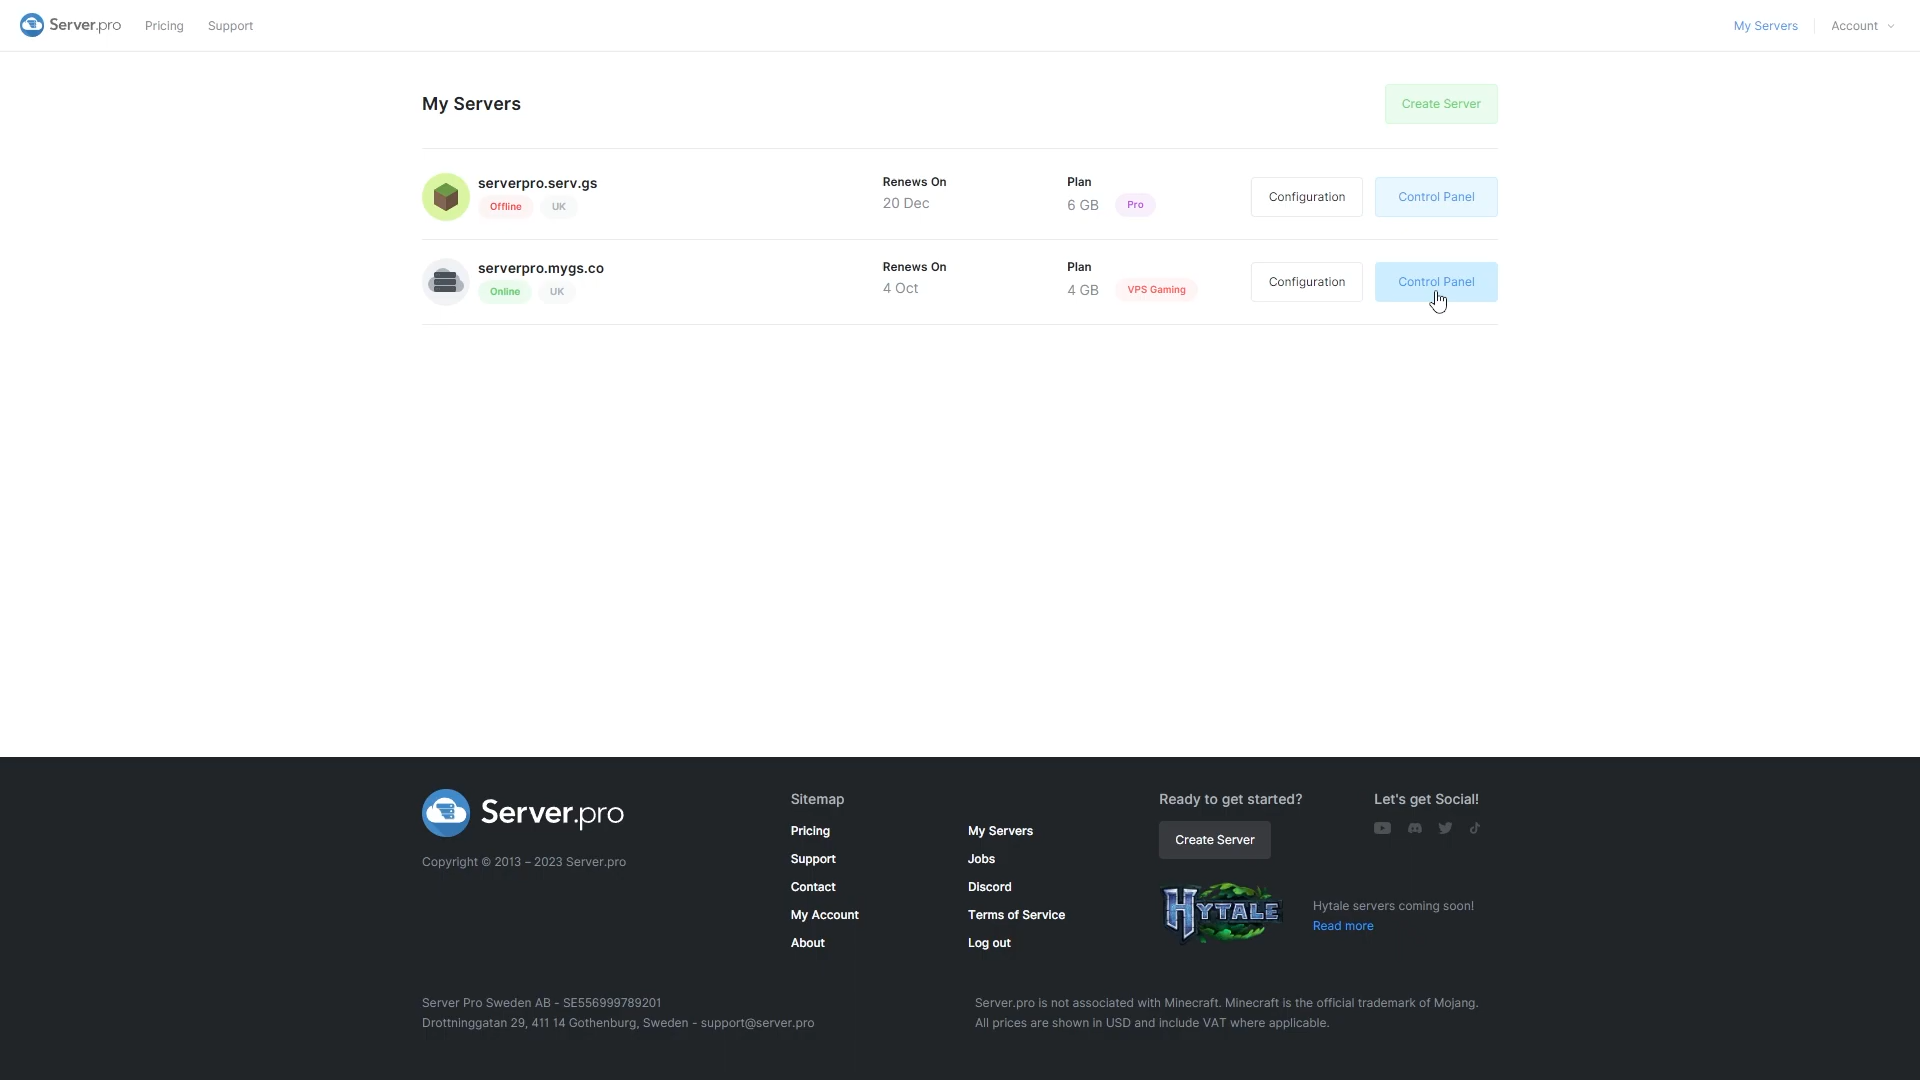 Server.pro
Pricing
Support
My Servers
Account
My Servers
Create Server
serverpro.serv.gs
Offline
UK
Renews On
20 Dec
Plan
6 GB
Pro
Configuration
Control Panel
serverpro.mygs.co
Online
UK
Renews On
4 Oct
Plan
4 GB
VPS Gaming
Configuration
Control Panel
Server.pro
Copyright © 2013 – 2023 Server.pro
Sitemap
Pricing
Support
Contact
My Account
About
My Servers
Jobs
Discord
Terms of Service
Log out
Ready to get started?
Create Server
HYTALE
Hytale servers coming soon!
Read more
Let's get Social!
Server Pro Sweden AB - SE556999789201
Drottninggatan 29, 411 14 Gothenburg, Sweden - support@server.pro
Server.pro is not associated with Minecraft. Minecraft is the official trademark of Mojang.
All prices are shown in USD and include VAT where applicable.